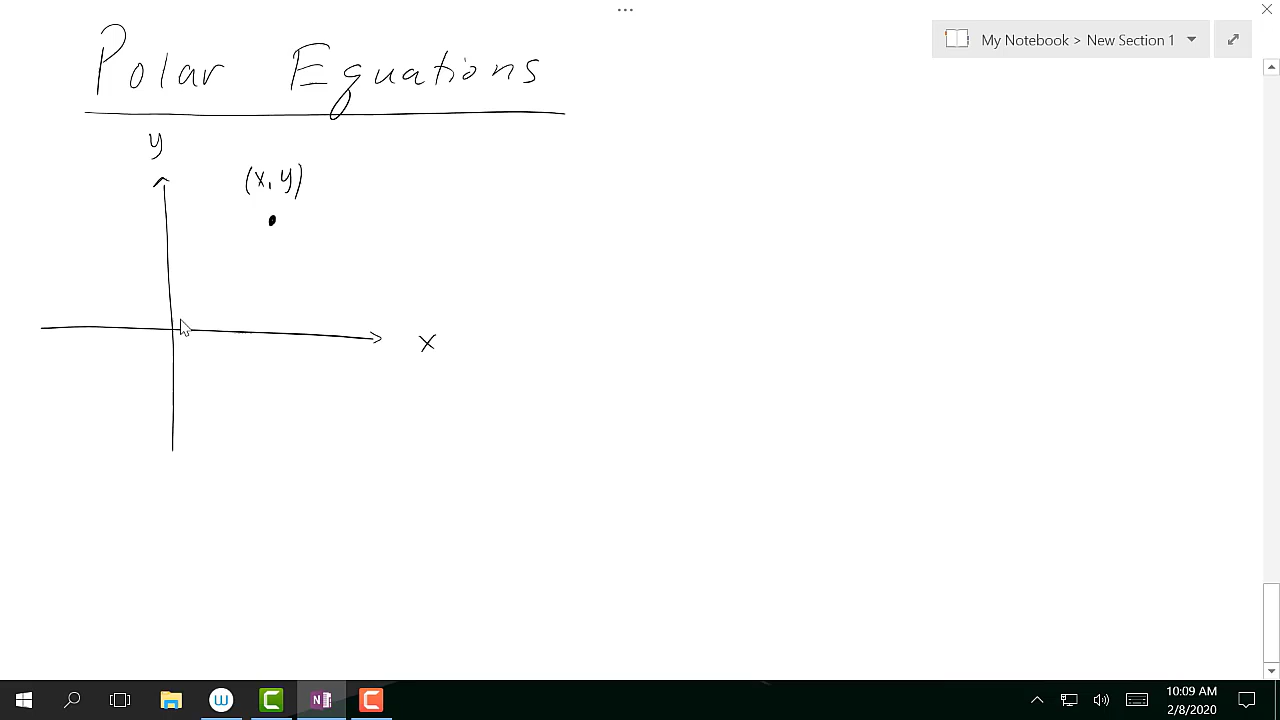 My Notebook > New Section 1
Polar Equations
y
(x, y)
x
10:09 AM
2/8/2020